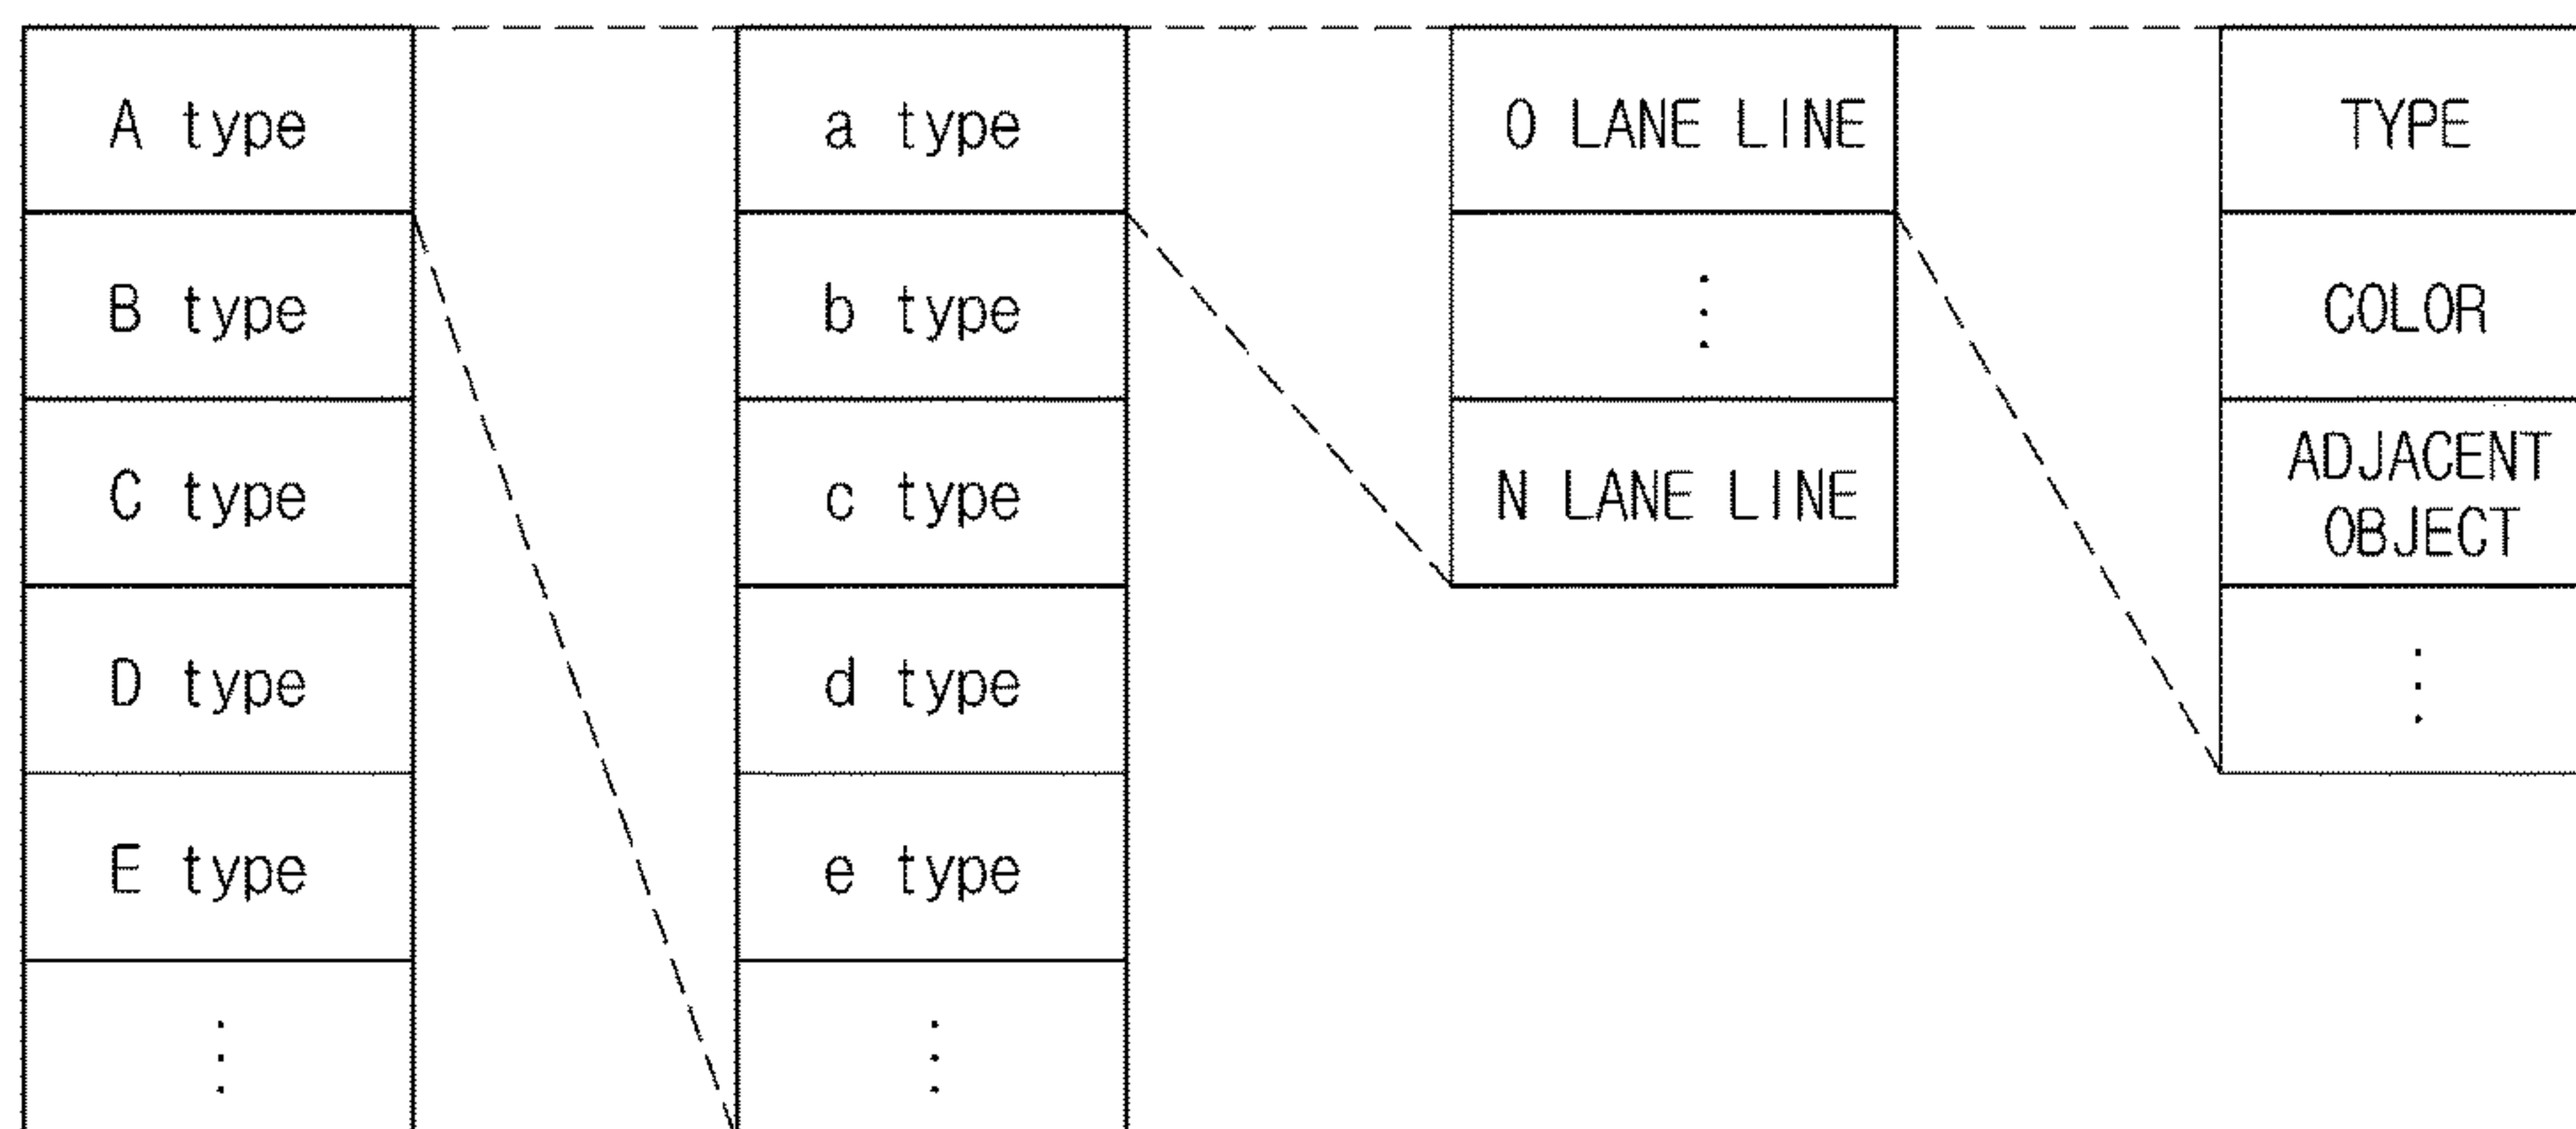 A type
B type
C type
D type
E type
⋮
a type
b type
c type
d type
e type
⋮
0 LANE LINE
⋮
N LANE LINE
TYPE
COLOR
ADJACENT
OBJECT
⋮